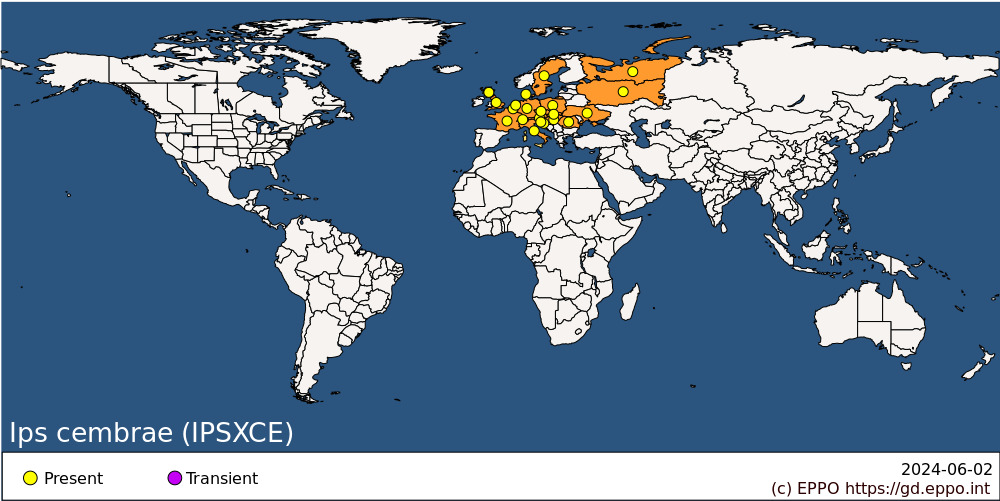 Ips cembrae (IPSXCE)
Present
Transient
2024-06-02
(c) EPPO https://gd.eppo.int